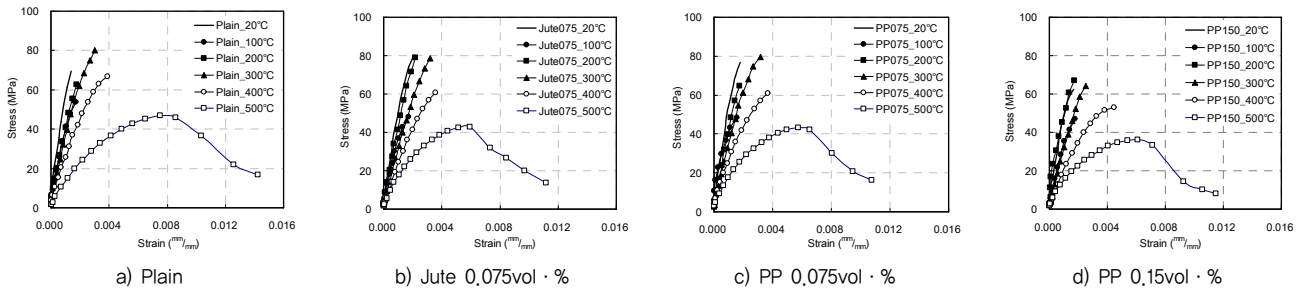 100
80
60
40
20
0
Stress (MPa)
0.000 0.004 0.008 0.012 0.016
Strain (mm/mm)
Plain_20℃
Plain_100℃
Plain_200℃
Plain_300℃
Plain_400℃
Plain_500℃
a) Plain
100
80
60
40
20
0
Stress (MPa)
0.000 0.004 0.008 0.012 0.016
Strain (mm/mm)
Jute075_20℃
Jute075_100℃
Jute075_200℃
Jute075_300℃
Jute075_400℃
Jute075_500℃
b) Jute 0.075vol · %
100
80
60
40
20
0
Stress (MPa)
0.000 0.004 0.008 0.012 0.016
Strain (mm/mm)
PP075_20℃
PP075_100℃
PP075_200℃
PP075_300℃
PP075_400℃
PP075_500℃
c) PP 0.075vol · %
100
80
60
40
20
0
Stress (MPa)
0.000 0.004 0.008 0.012 0.016
Strain (mm/mm)
PP150_20℃
PP150_100℃
PP150_200℃
PP150_300℃
PP150_400℃
PP150_500℃
d) PP 0.15vol · %